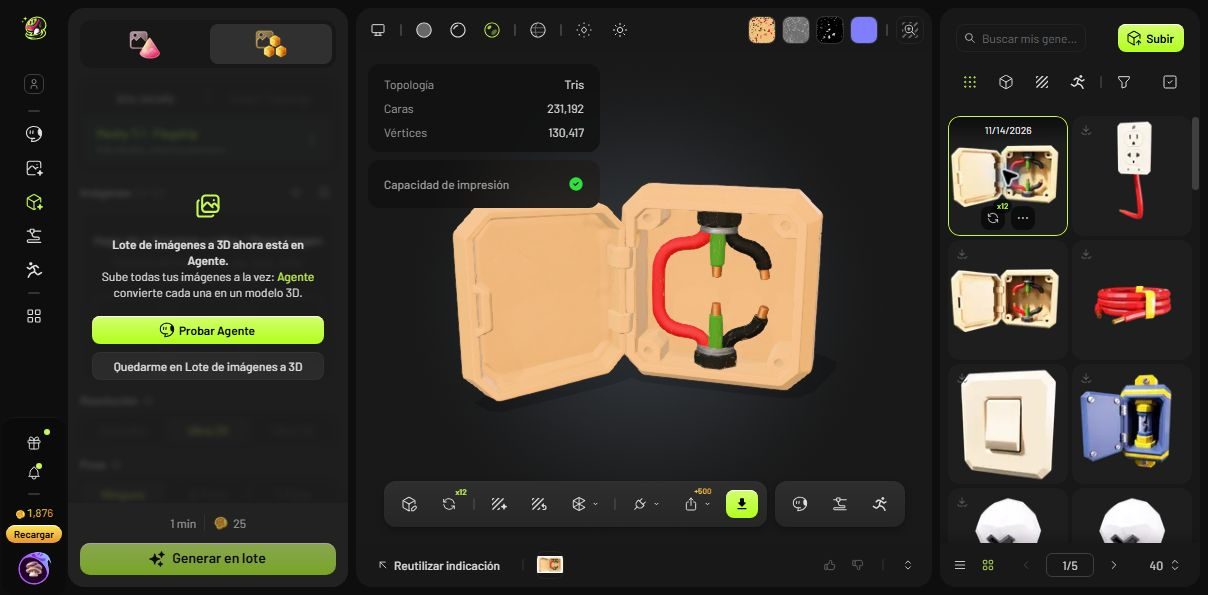 Recargar
1,876
Lote de imágenes a 3D ahora está en
Agente.
Sube todas tus imágenes a la vez: Agente
convierte cada una en un modelo 3D.
Probar Agente
Quedarme en Lote de imágenes a 3D
1 min
25
Generar en lote
Topología Tris
Caras 231,192
Vértices 130,417
Capacidad de impresión
x12
+500
Reutilizar indicación
Buscar mis gene...
Subir
11/14/2026
x12
1/5
40